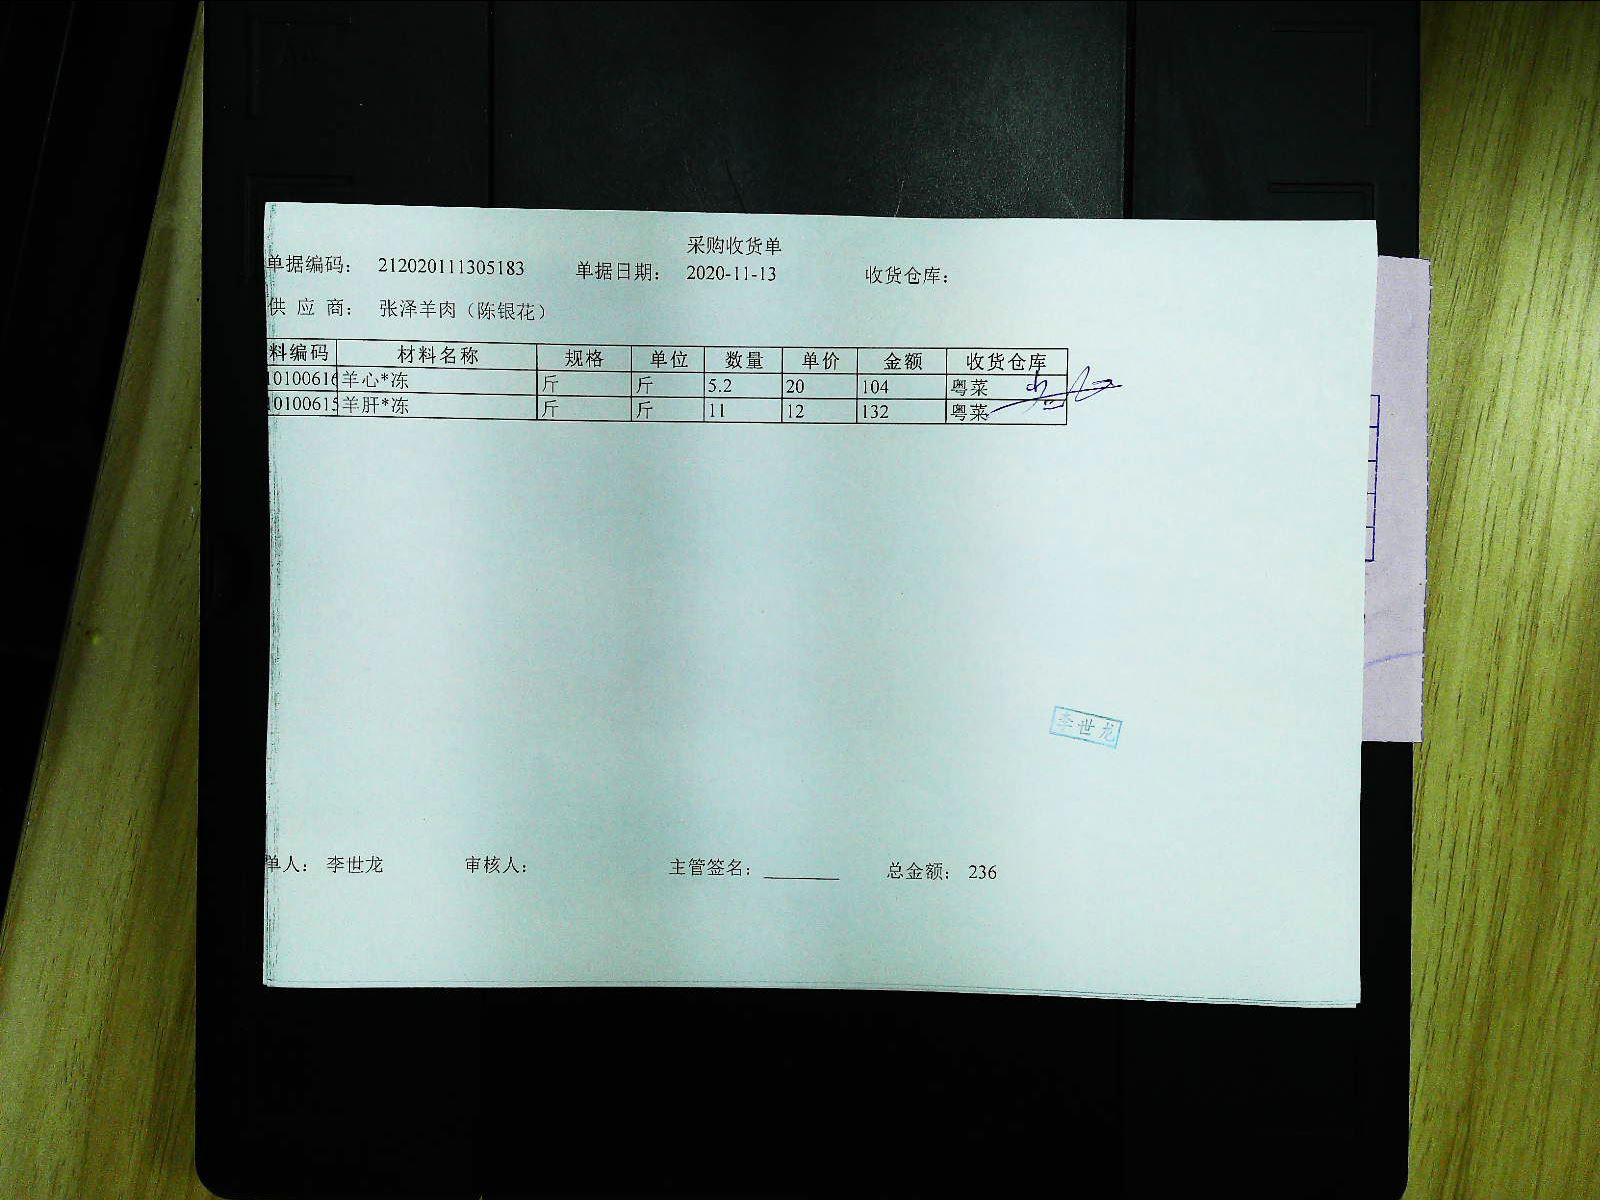 采购收货单
单据编码： 212020111305183 单据日期： 2020-11-13 收货仓库：
供 应 商： 张泽羊肉（陈银花）
料编码 材料名称 规格 单位 数量 单价 金额 收货仓库
10100616 羊心*冻 斤 斤 5.2 20 104 粤菜
10100615 羊肝*冻 斤 斤 11 12 132 粤菜
李世龙
单人： 李世龙 审核人： 主管签名： ________ 总金额： 236